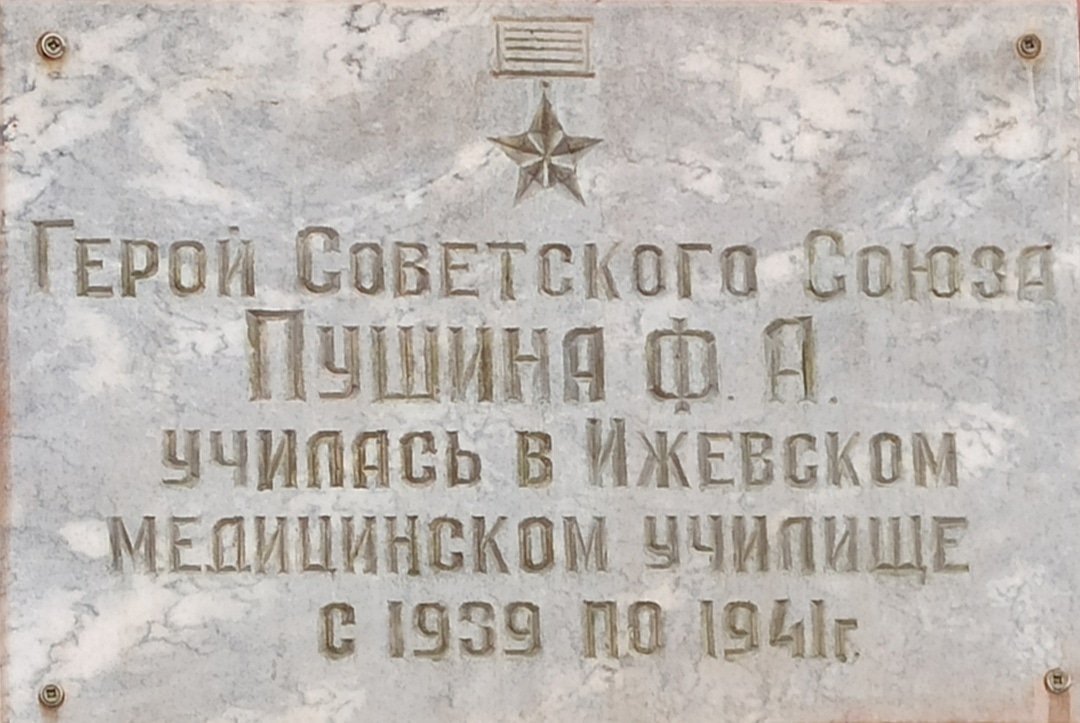 Герой Советского Союза
Пушина Ф. А.
училась в Ижевском
медицинском училище
с 1939 по 1941г.